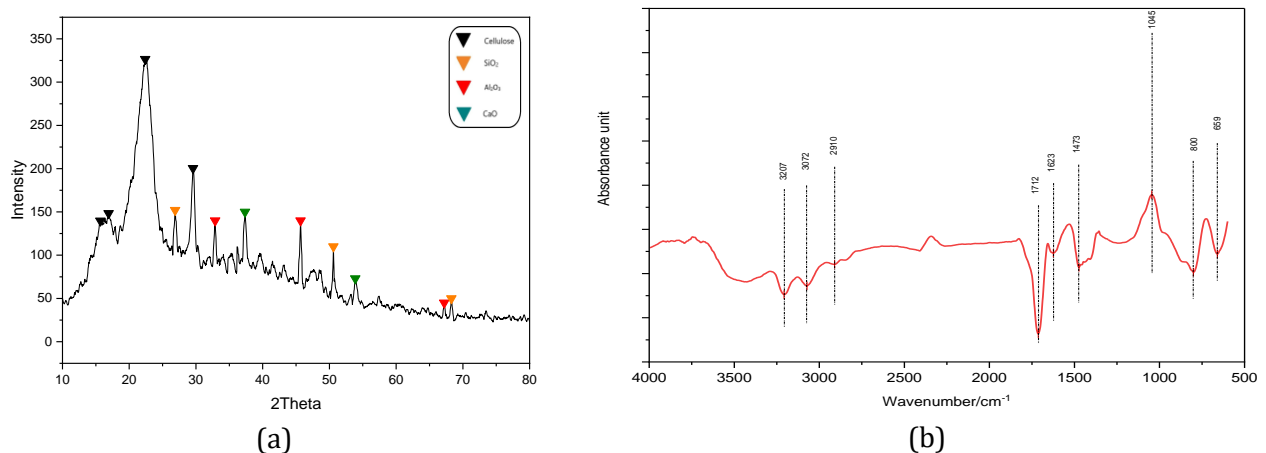 350
300
250
200
150
100
50
0
Intensity
10 20 30 40 50 60 70 80
2Theta
Cellulose
SiO₂
Al₂O₃
CaO
(a)
Absorbance unit
3207
3072
2910
1712
1623
1473
1045
800
659
4000 3500 3000 2500 2000 1500 1000 500
Wavenumber/cm⁻¹
(b)